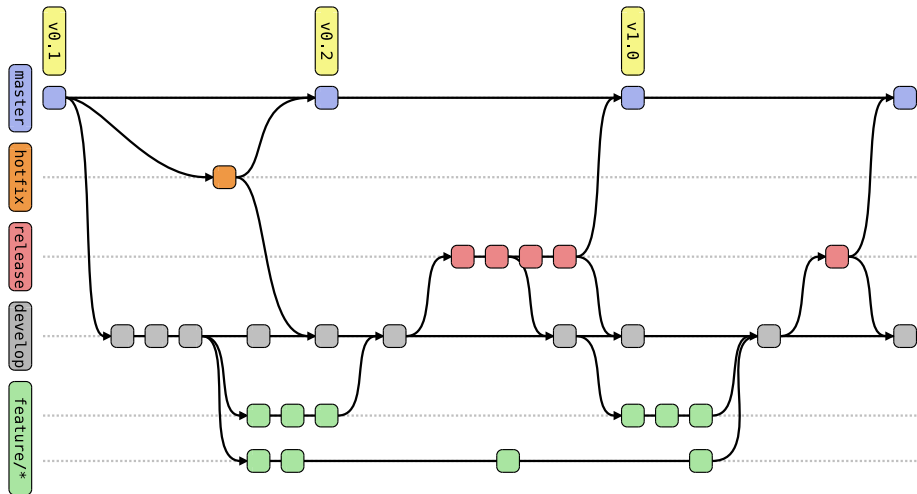 v0.1
v0.2
v1.0
master
hotfix
release
develop
feature/*